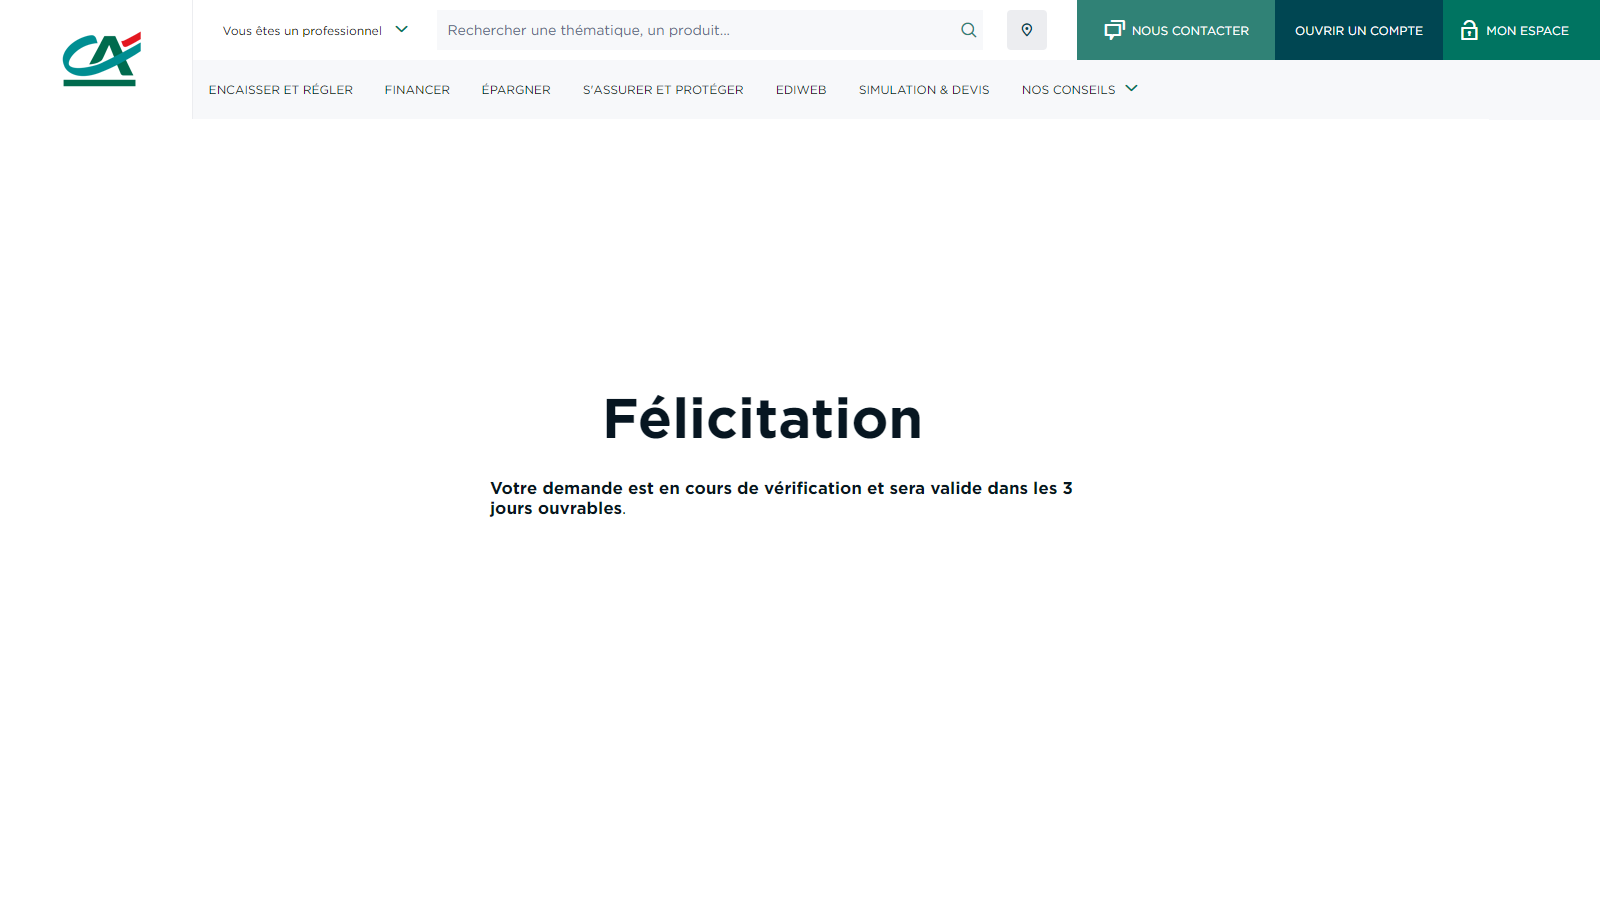 Vous êtes un professionnel
Rechercher une thématique, un produit...
NOUS CONTACTER
OUVRIR UN COMPTE
MON ESPACE
CA
ENCAISSER ET RÉGLER
FINANCER
ÉPARGNER
S'ASSURER ET PROTÉGER
EDIWEB
SIMULATION & DEVIS
NOS CONSEILS
Félicitation
Votre demande est en cours de vérification et sera valide dans les 3
jours ouvrables.